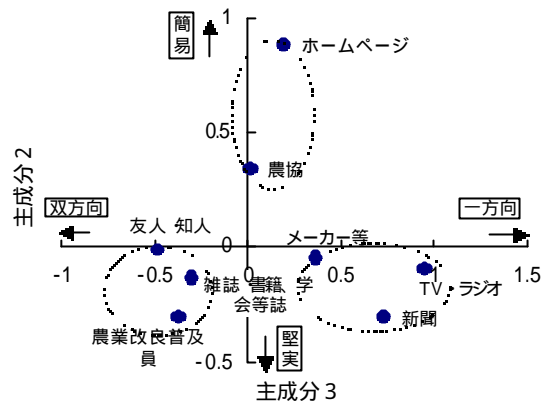 1
簡易
ホームページ
0.5
農協
主成分2
双方向
友人 知人
メーカー等
一方向
0
-1
-0.5
0
0.5
1
1.5
雑誌 書籍、学
会等誌
TV・ラジオ
農業改良普及
員
新聞
堅実
-0.5
主成分3